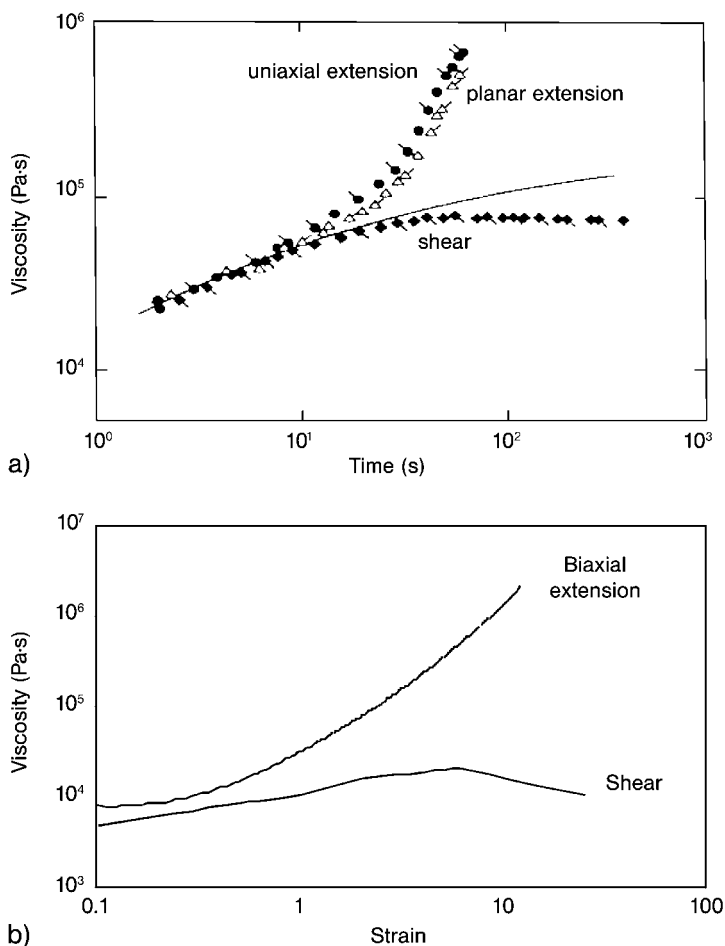 10⁶
uniaxial extension
planar extension
10⁵
Viscosity (Pa·s)
shear
10⁴
10⁰
10¹
10²
10³
Time (s)
a)
10⁷
Biaxial
extension
10⁶
Viscosity (Pa·s)
10⁵
Shear
10⁴
10³
0.1
1
10
100
Strain
b)